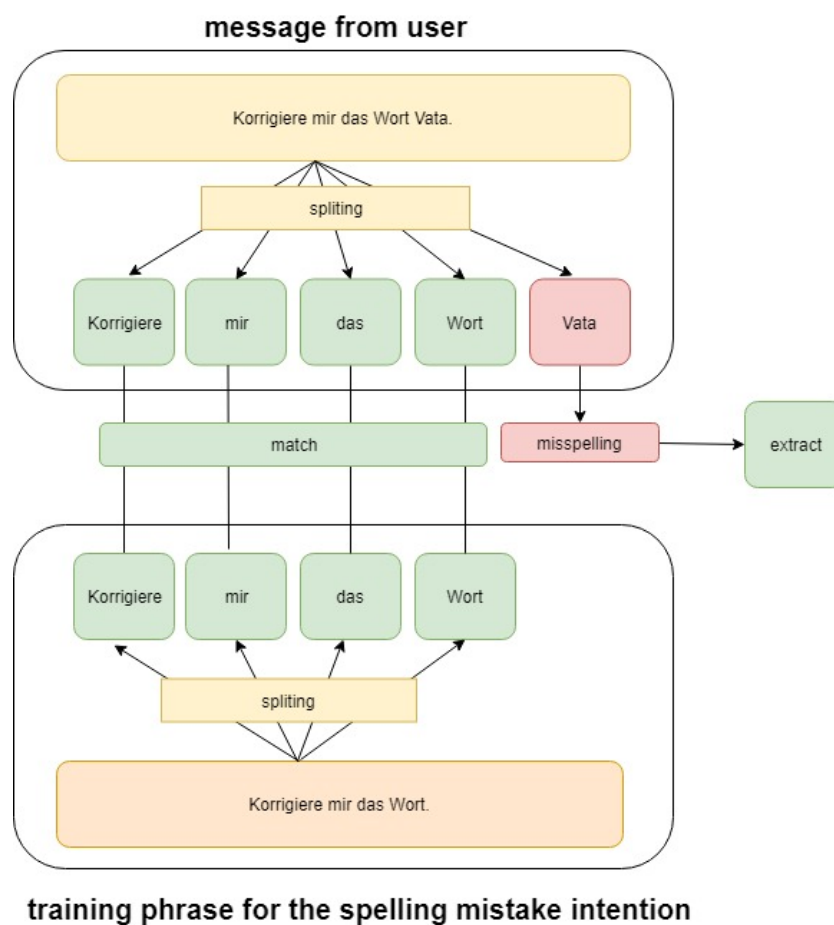 message from user
Korrigiere mir das Wort Vata.
spliting
Korrigiere mir das Wort Vata
match misspelling extract
Korrigiere mir das Wort
spliting
Korrigiere mir das Wort.
training phrase for the spelling mistake intention